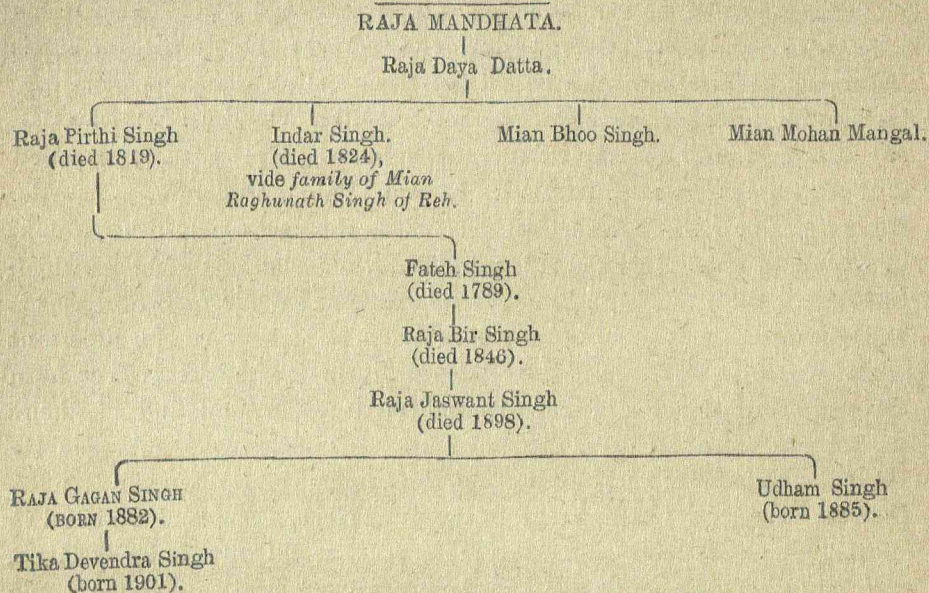 RAJA MANDHATA.
Raja Daya Datta.
Raja Pirthi Singh
(died 1819).
Indar Singh.
(died 1824),
vide family of Mian
Raghunath Singh of Reh.
Mian Bhoo Singh.
Mian Mohan Mangal.
Fateh Singh
(died 1789).
Raja Bir Singh
(died 1846).
Raja Jaswant Singh
(died 1898).
RAJA GAGAN SINGH
(BORN 1882).
Udham Singh
(born 1885).
Tika Devendra Singh
(born 1901).